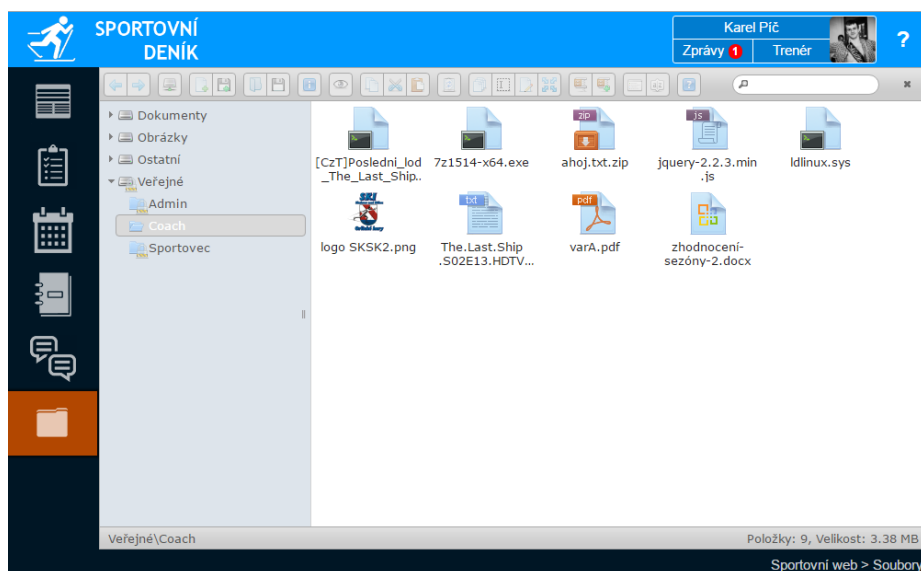 SPORTOVNÍ
DENÍK
Karel Píč
Zprávy 1 Trenér
?
Dokumenty
Obrázky
Ostatní
Veřejné
Admin
Coach
Sportovec
[CzT]Posledni_lod
_The_Last_Ship..
7z1514-x64.exe
zip
ahoj.txt.zip
js
jquery-2.2.3.min
.js
ldlinux.sys
SKI
logo SKSK2.png
txt
The.Last.Ship
.S02E13.HDTV...
pdf
varA.pdf
zhodnocení-
sezóny-2.docx
Veřejné\Coach
Položky: 9, Velikost: 3.38 MB
Sportovní web > Soubory